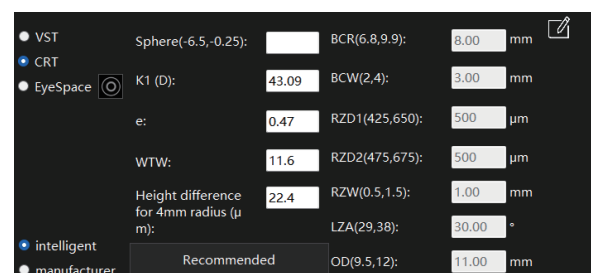 VST
CRT
EyeSpace
intelligent
manufacturer
Sphere(-6.5,-0.25):
K1 (D): 43.09
e: 0.47
WTW: 11.6
Height difference 22.4
for 4mm radius (μ
m):
Recommended
BCR(6.8,9.9): 8.00 mm
BCW(2,4): 3.00 mm
RZD1(425,650): 500 μm
RZD2(475,675): 500 μm
RZW(0.5,1.5): 1.00 mm
LZA(29,38): 30.00 °
OD(9.5,12): 11.00 mm